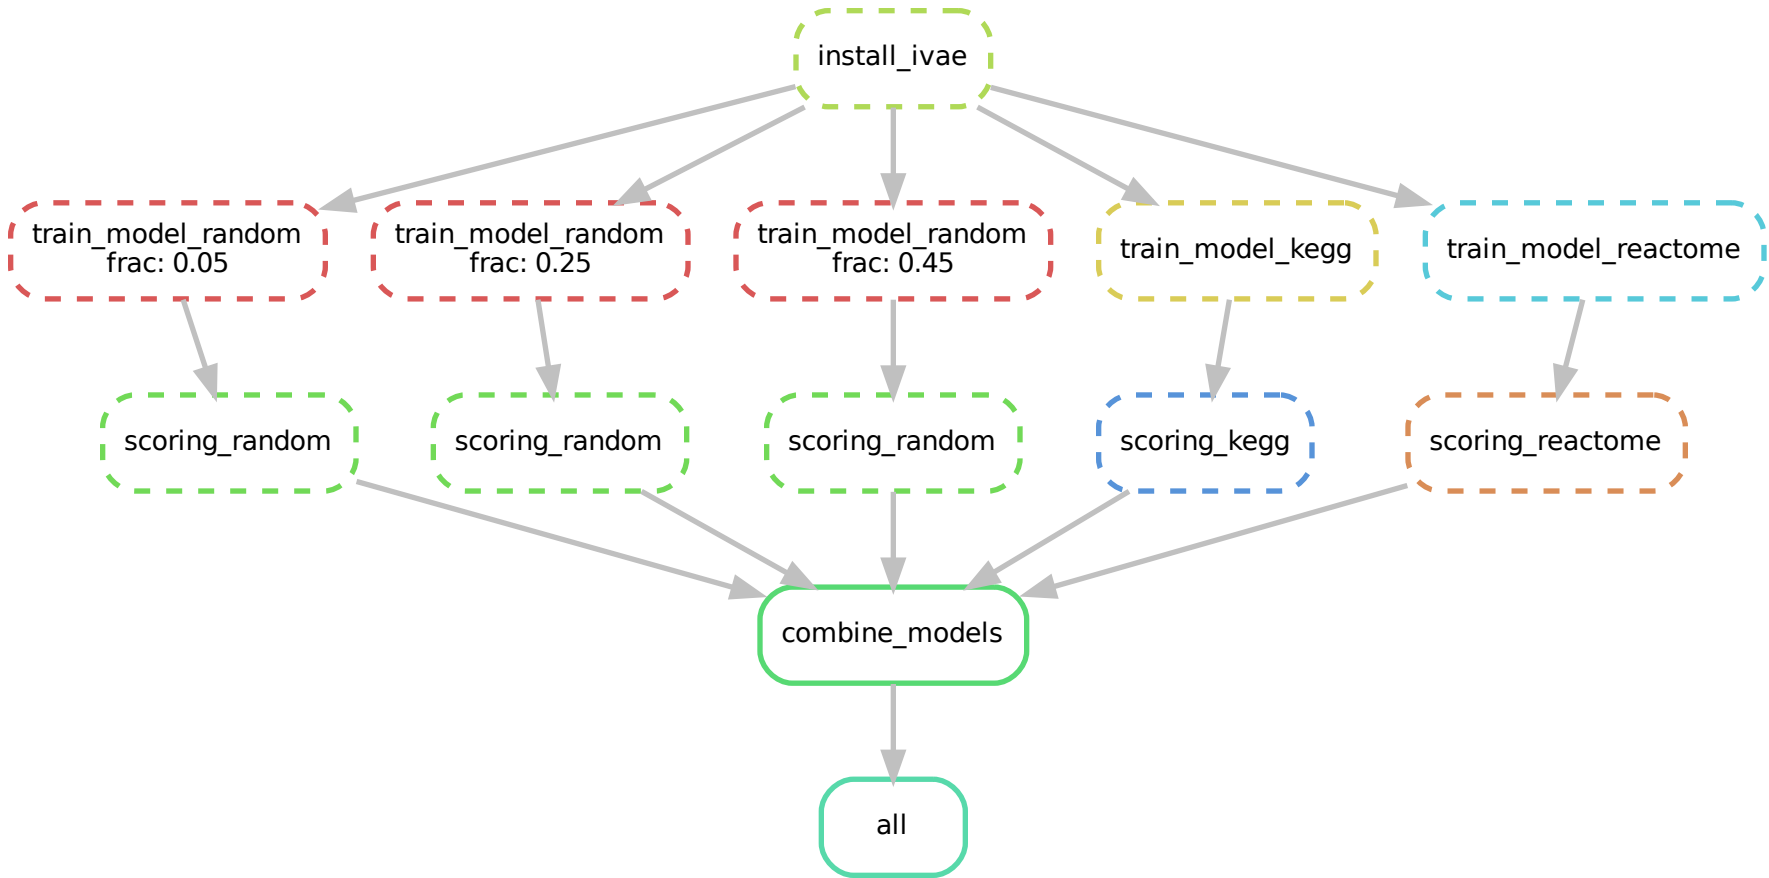 install_ivae
train_model_random
frac: 0.05
train_model_random
frac: 0.25
train_model_random
frac: 0.45
train_model_kegg
train_model_reactome
scoring_random
scoring_random
scoring_random
scoring_kegg
scoring_reactome
combine_models
all